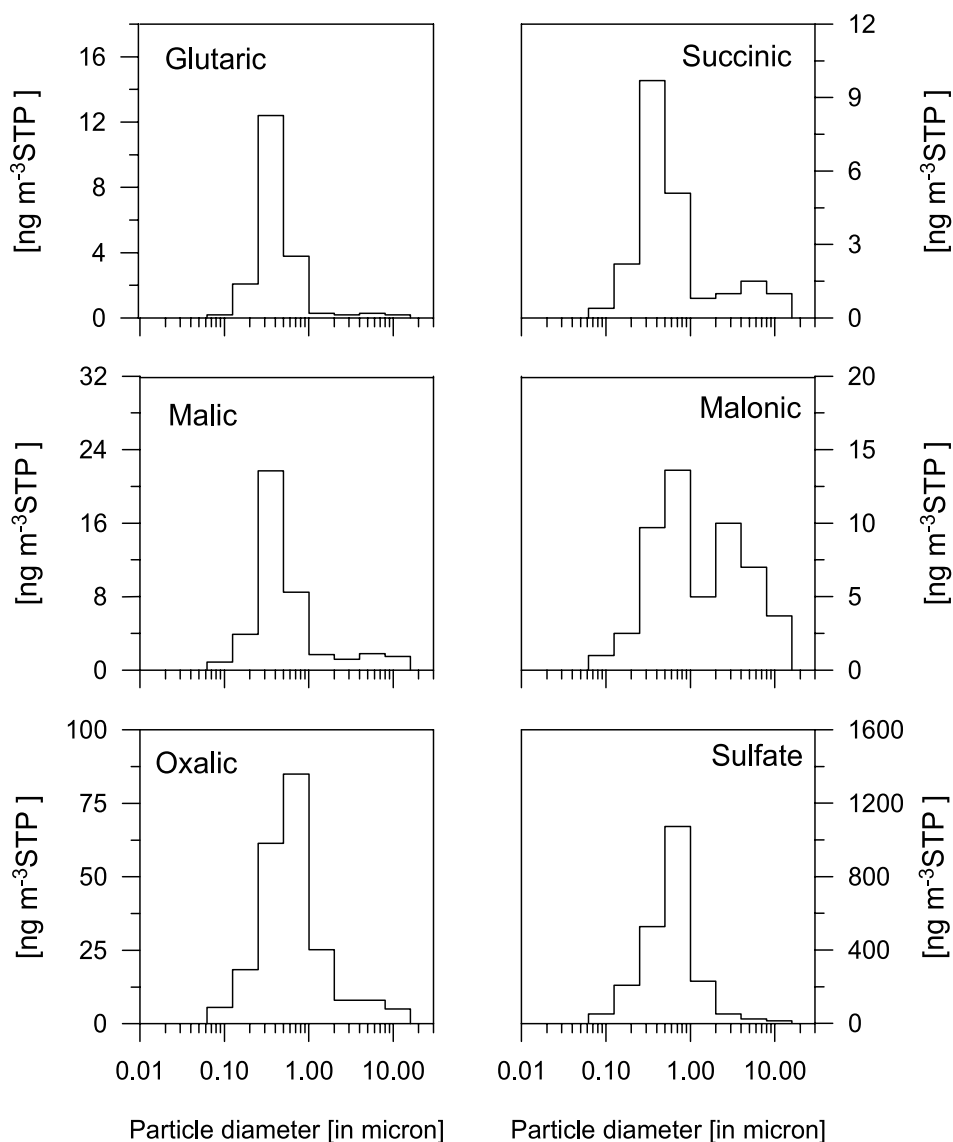 Glutaric
16
12
8
4
0
[ng m-3STP ]
Succinic
12
9
6
3
0
[ng m-3STP ]
Malic
32
24
16
8
0
[ng m-3STP ]
Malonic
20
15
10
5
0
[ng m-3STP ]
Oxalic
100
75
50
25
0
[ng m-3STP ]
0.01 0.10 1.00 10.00
Particle diameter [in micron]
Sulfate
1600
1200
800
400
0
[ng m-3STP ]
0.01 0.10 1.00 10.00
Particle diameter [in micron]